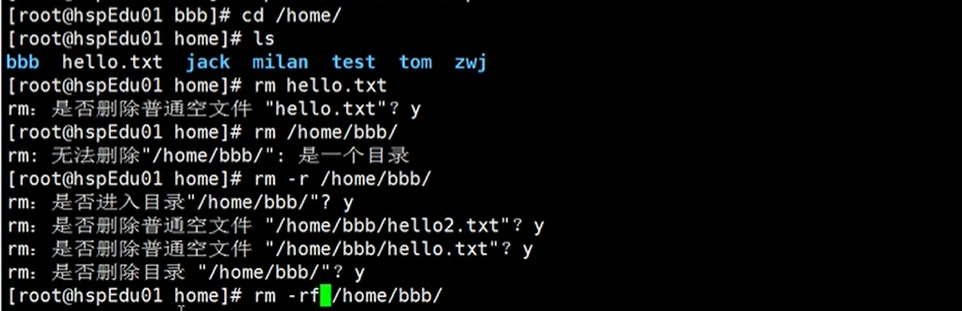 [root@hspEdu01 bbb]# cd /home/
[root@hspEdu01 home]# ls
bbb  hello.txt  jack  milan  test  tom  zwj
[root@hspEdu01 home]# rm hello.txt
rm：是否删除普通空文件 "hello.txt"？y
[root@hspEdu01 home]# rm /home/bbb/
rm: 无法删除"/home/bbb/": 是一个目录
[root@hspEdu01 home]# rm -r /home/bbb/
rm：是否进入目录"/home/bbb/"? y
rm：是否删除普通空文件 "/home/bbb/hello2.txt"？y
rm：是否删除普通空文件 "/home/bbb/hello.txt"？y
rm：是否删除目录 "/home/bbb/"？y
[root@hspEdu01 home]# rm -rf /home/bbb/